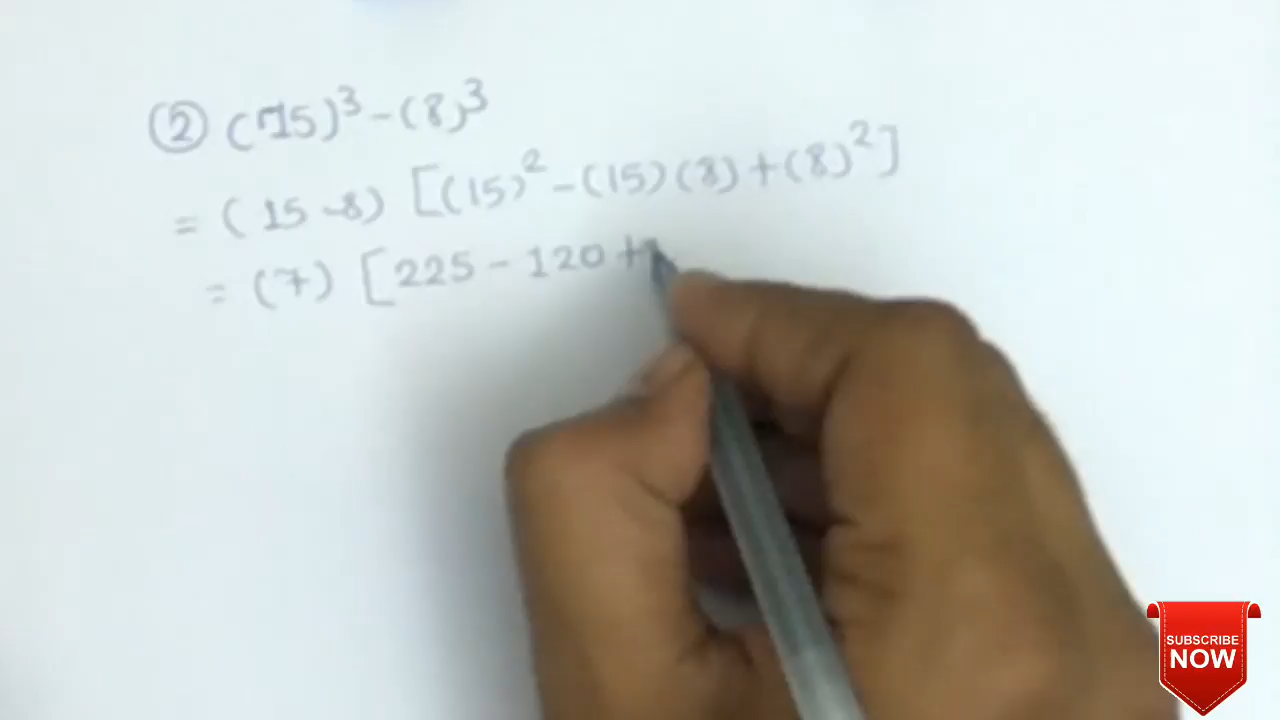 ② (15)³ - (8)³
= (15 - 8) [(15)² - (15)(8) + (8)²]
= (7) [225 - 120 +
SUBSCRIBE
NOW